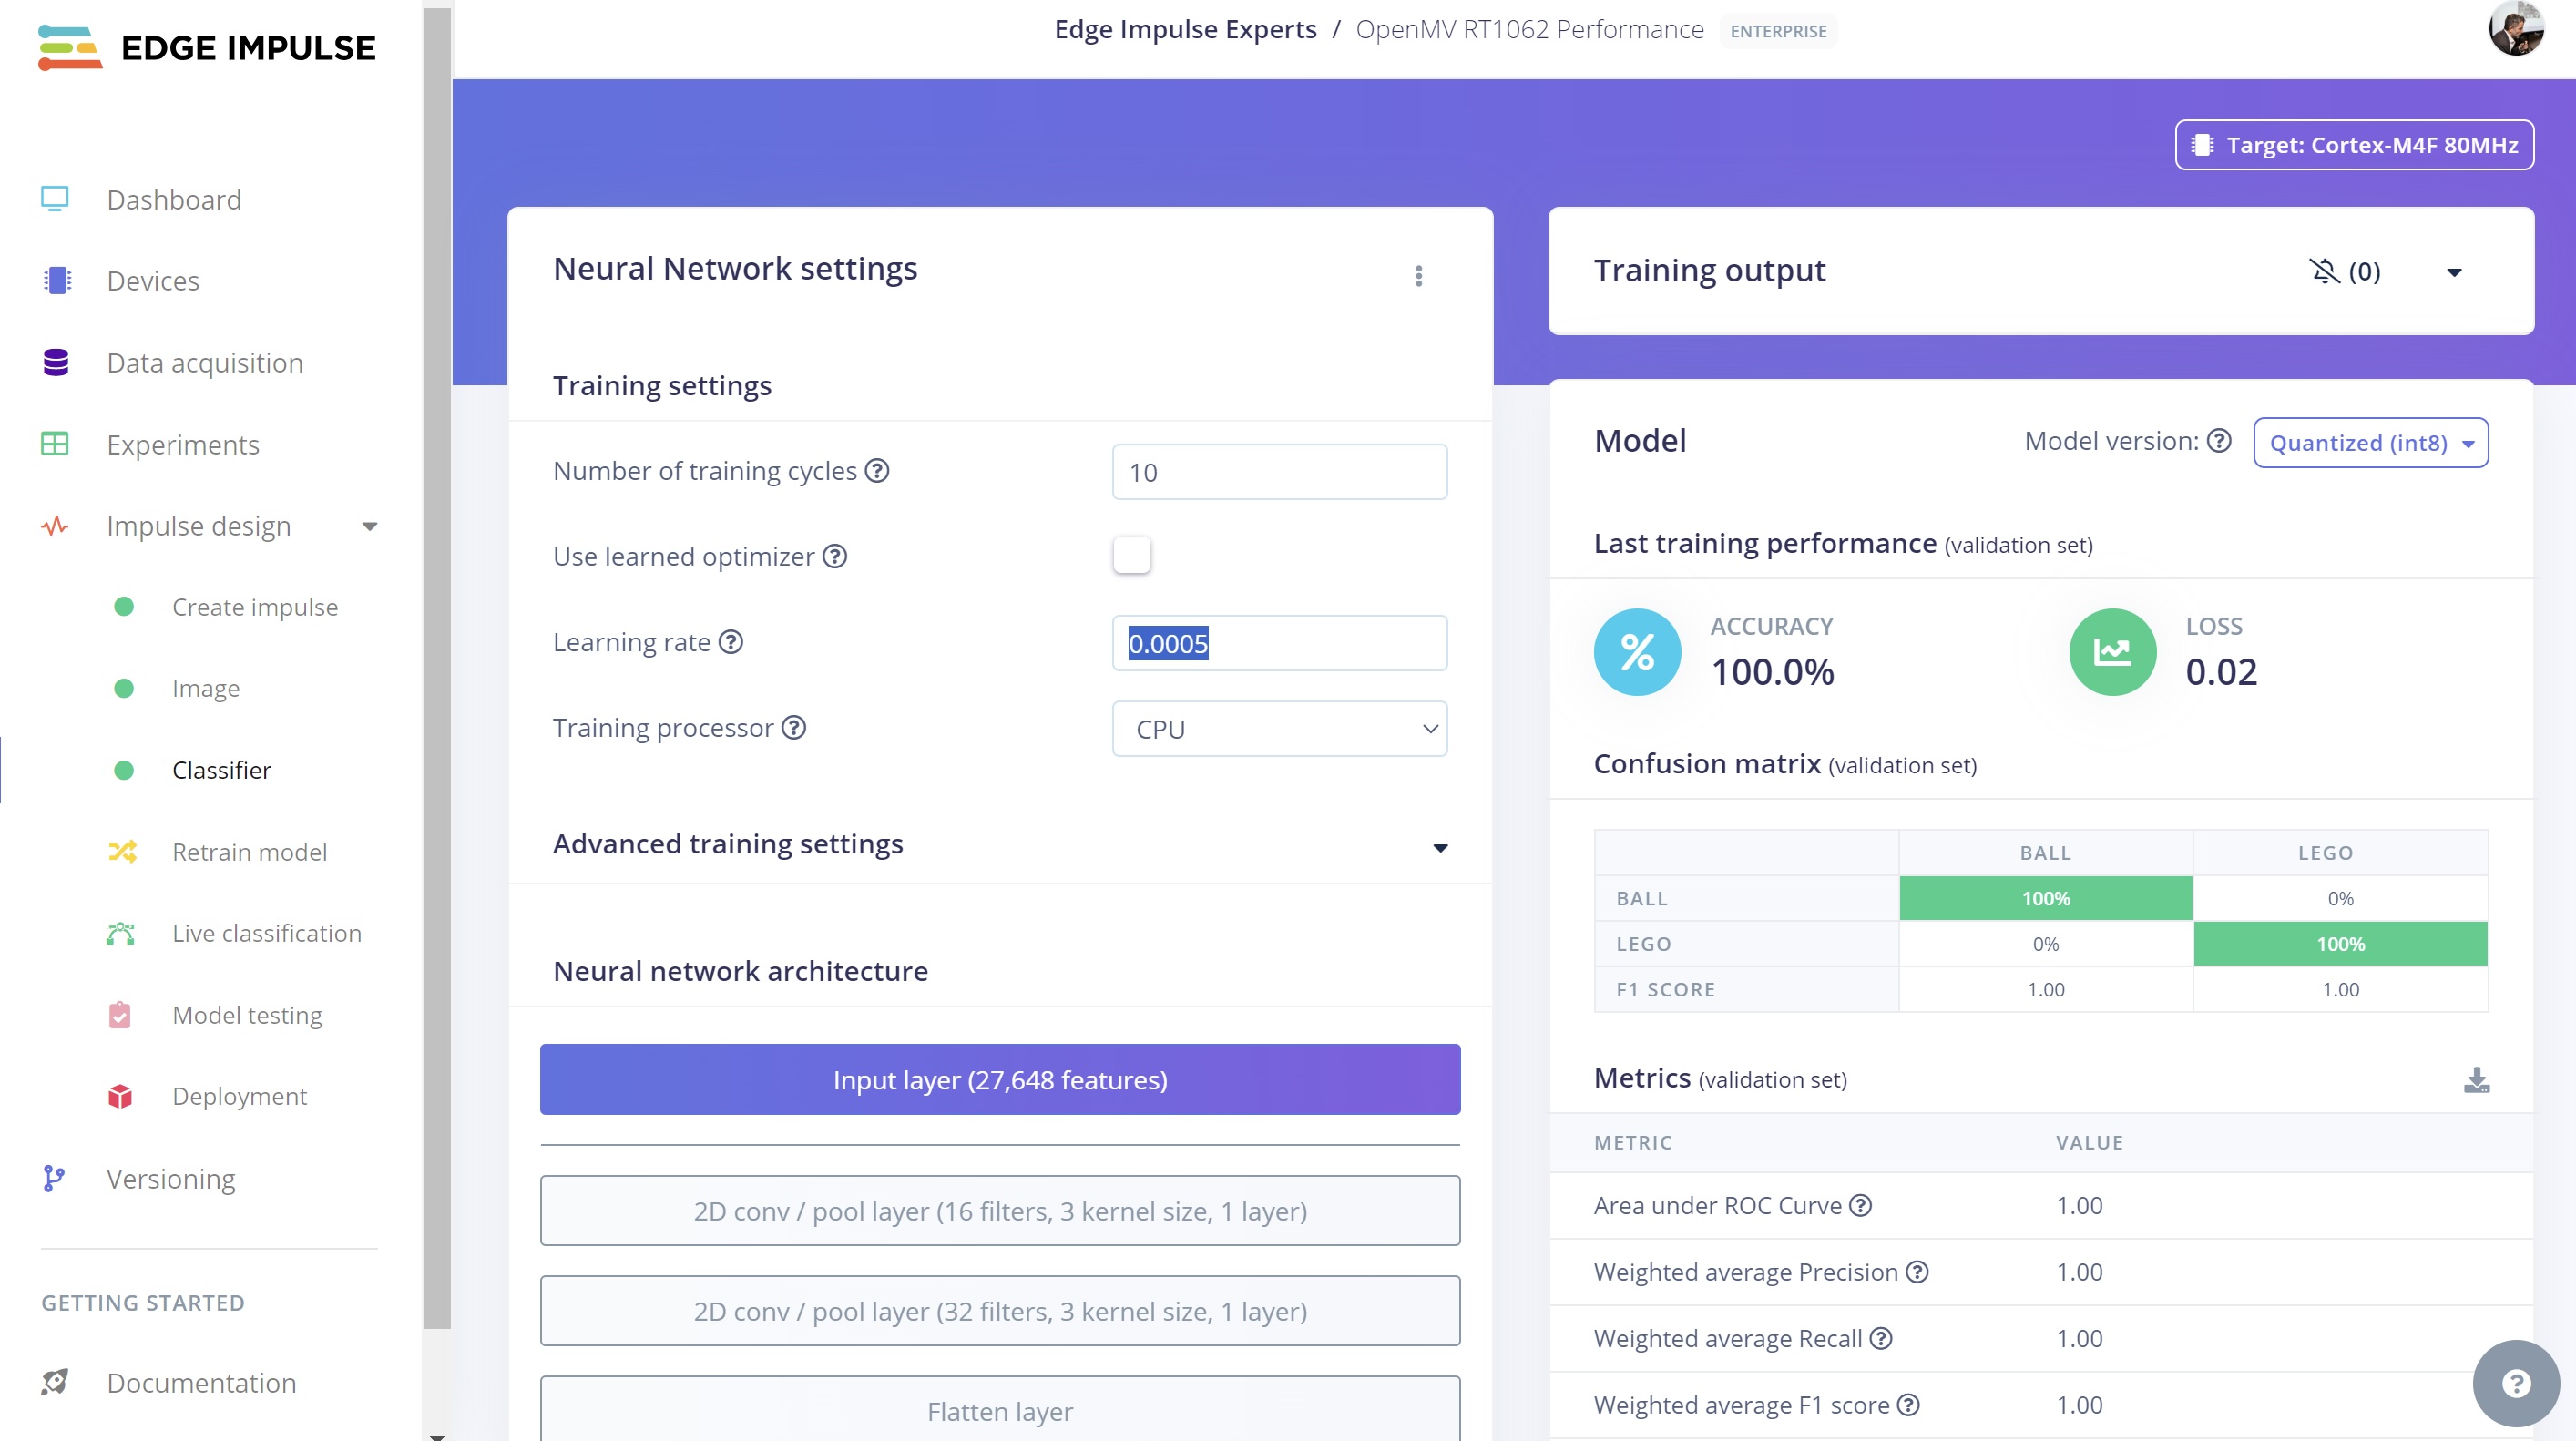 EDGE IMPULSE
Edge Impulse Experts / OpenMV RT1062 Performance ENTERPRISE
Target: Cortex-M4F 80MHz
Dashboard
Devices
Data acquisition
Experiments
Impulse design
Create impulse
Image
Classifier
Retrain model
Live classification
Model testing
Deployment
Versioning
GETTING STARTED
Documentation
Neural Network settings
Training settings
Number of training cycles ? 10
Use learned optimizer ?
Learning rate ? 0.0005
Training processor ? CPU
Advanced training settings
Neural network architecture
Input layer (27,648 features)
2D conv / pool layer (16 filters, 3 kernel size, 1 layer)
2D conv / pool layer (32 filters, 3 kernel size, 1 layer)
Flatten layer
Training output (0)
Model Model version: ? Quantized (int8)
Last training performance (validation set)
% ACCURACY 100.0%
LOSS 0.02
Confusion matrix (validation set)
BALL LEGO
BALL 100% 0%
LEGO 0% 100%
F1 SCORE 1.00 1.00
Metrics (validation set)
METRIC VALUE
Area under ROC Curve ? 1.00
Weighted average Precision ? 1.00
Weighted average Recall ? 1.00
Weighted average F1 score ? 1.00
?